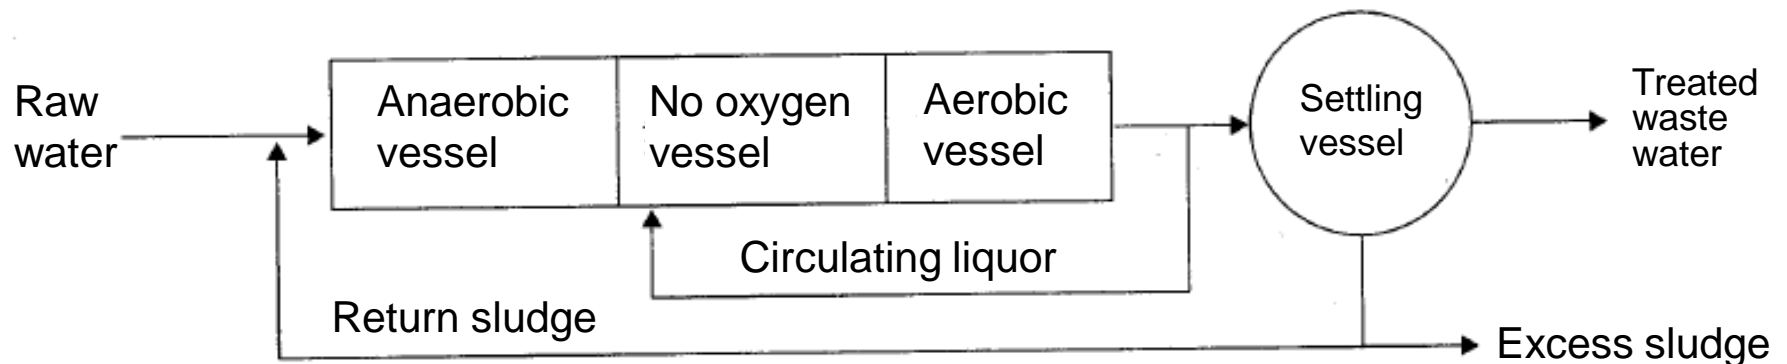 Raw
water
Anaerobic
vessel
No oxygen
vessel
Aerobic
vessel
Settling
vessel
Treated
waste
water
Circulating liquor
Return sludge
Excess sludge